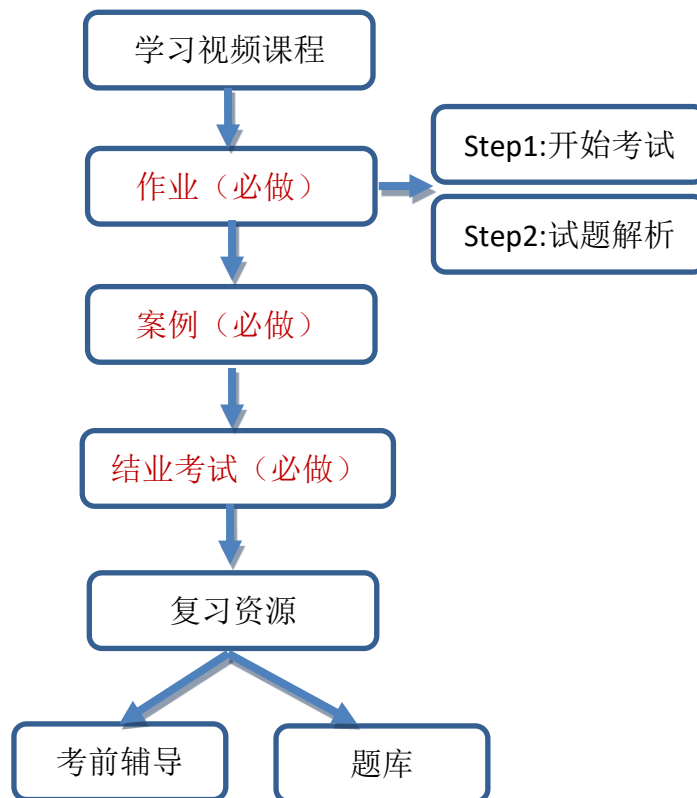 学习视频课程
作业（必做）
Step1:开始考试
Step2:试题解析
案例（必做）
结业考试（必做）
复习资源
考前辅导
题库